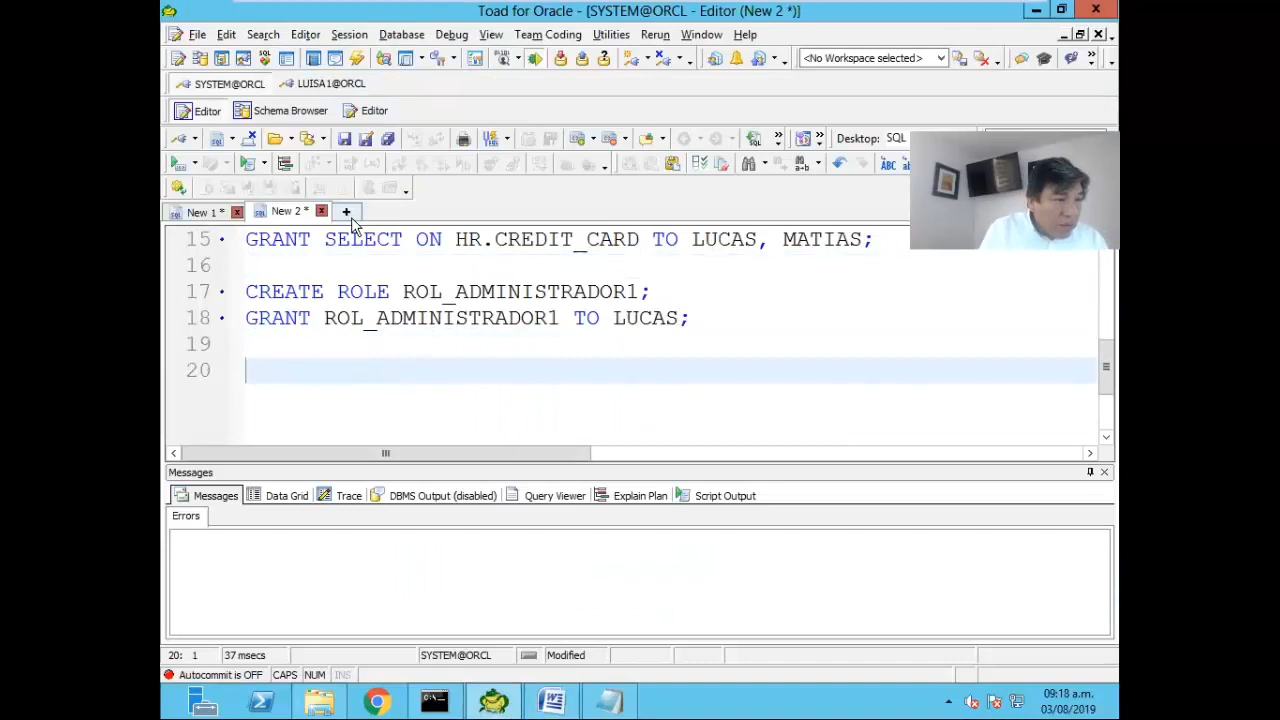 Toad for Oracle - [SYSTEM@ORCL - Editor (New 2 *)]
File Edit Search Editor Session Database Debug View Team Coding Utilities Rerun Window Help
<No Workspace selected>
SYSTEM@ORCL LUISA1@ORCL
Editor Schema Browser Editor
Desktop: SQL
New 1 * New 2 * +
15 GRANT SELECT ON HR.CREDIT_CARD TO LUCAS, MATIAS;
16
17 CREATE ROLE ROL_ADMINISTRADOR1;
18 GRANT ROL_ADMINISTRADOR1 TO LUCAS;
19
20
Messages
Messages Data Grid Trace DBMS Output (disabled) Query Viewer Explain Plan Script Output
Errors
20: 1 37 msecs SYSTEM@ORCL Modified
Autocommit is OFF CAPS NUM INS
09:18 a.m.
03/08/2019